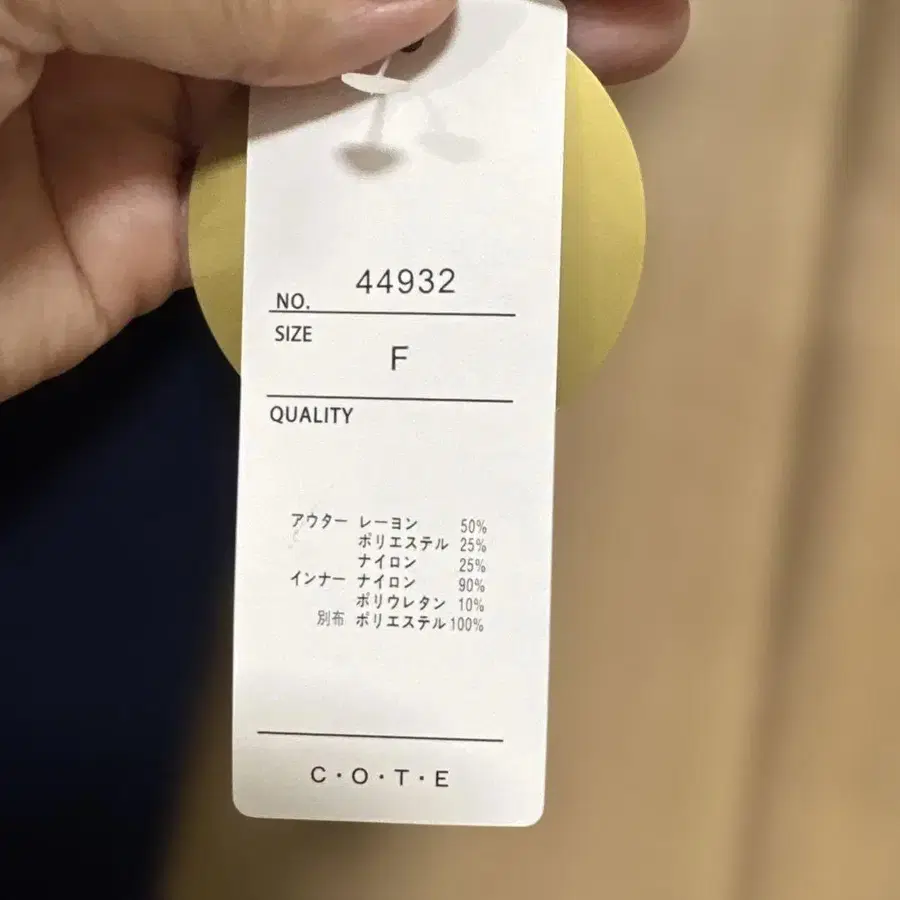 44932
NO.
SIZE
F
QUALITY
アウター レーヨン 50%
ポリエステル 25%
ナイロン 25%
インナー ナイロン 90%
ポリウレタン 10%
別布 ポリエステル 100%
C・O・T・E